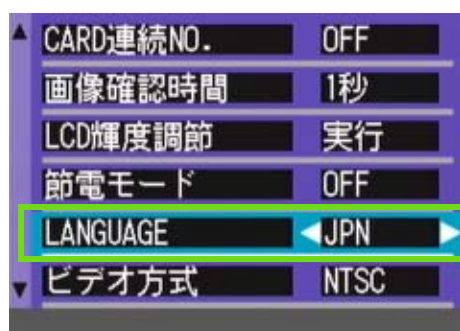 CARD連続NO. OFF
画像確認時間 1秒
LCD輝度調節 実行
節電モード OFF
LANGUAGE JPN
ビデオ方式 NTSC